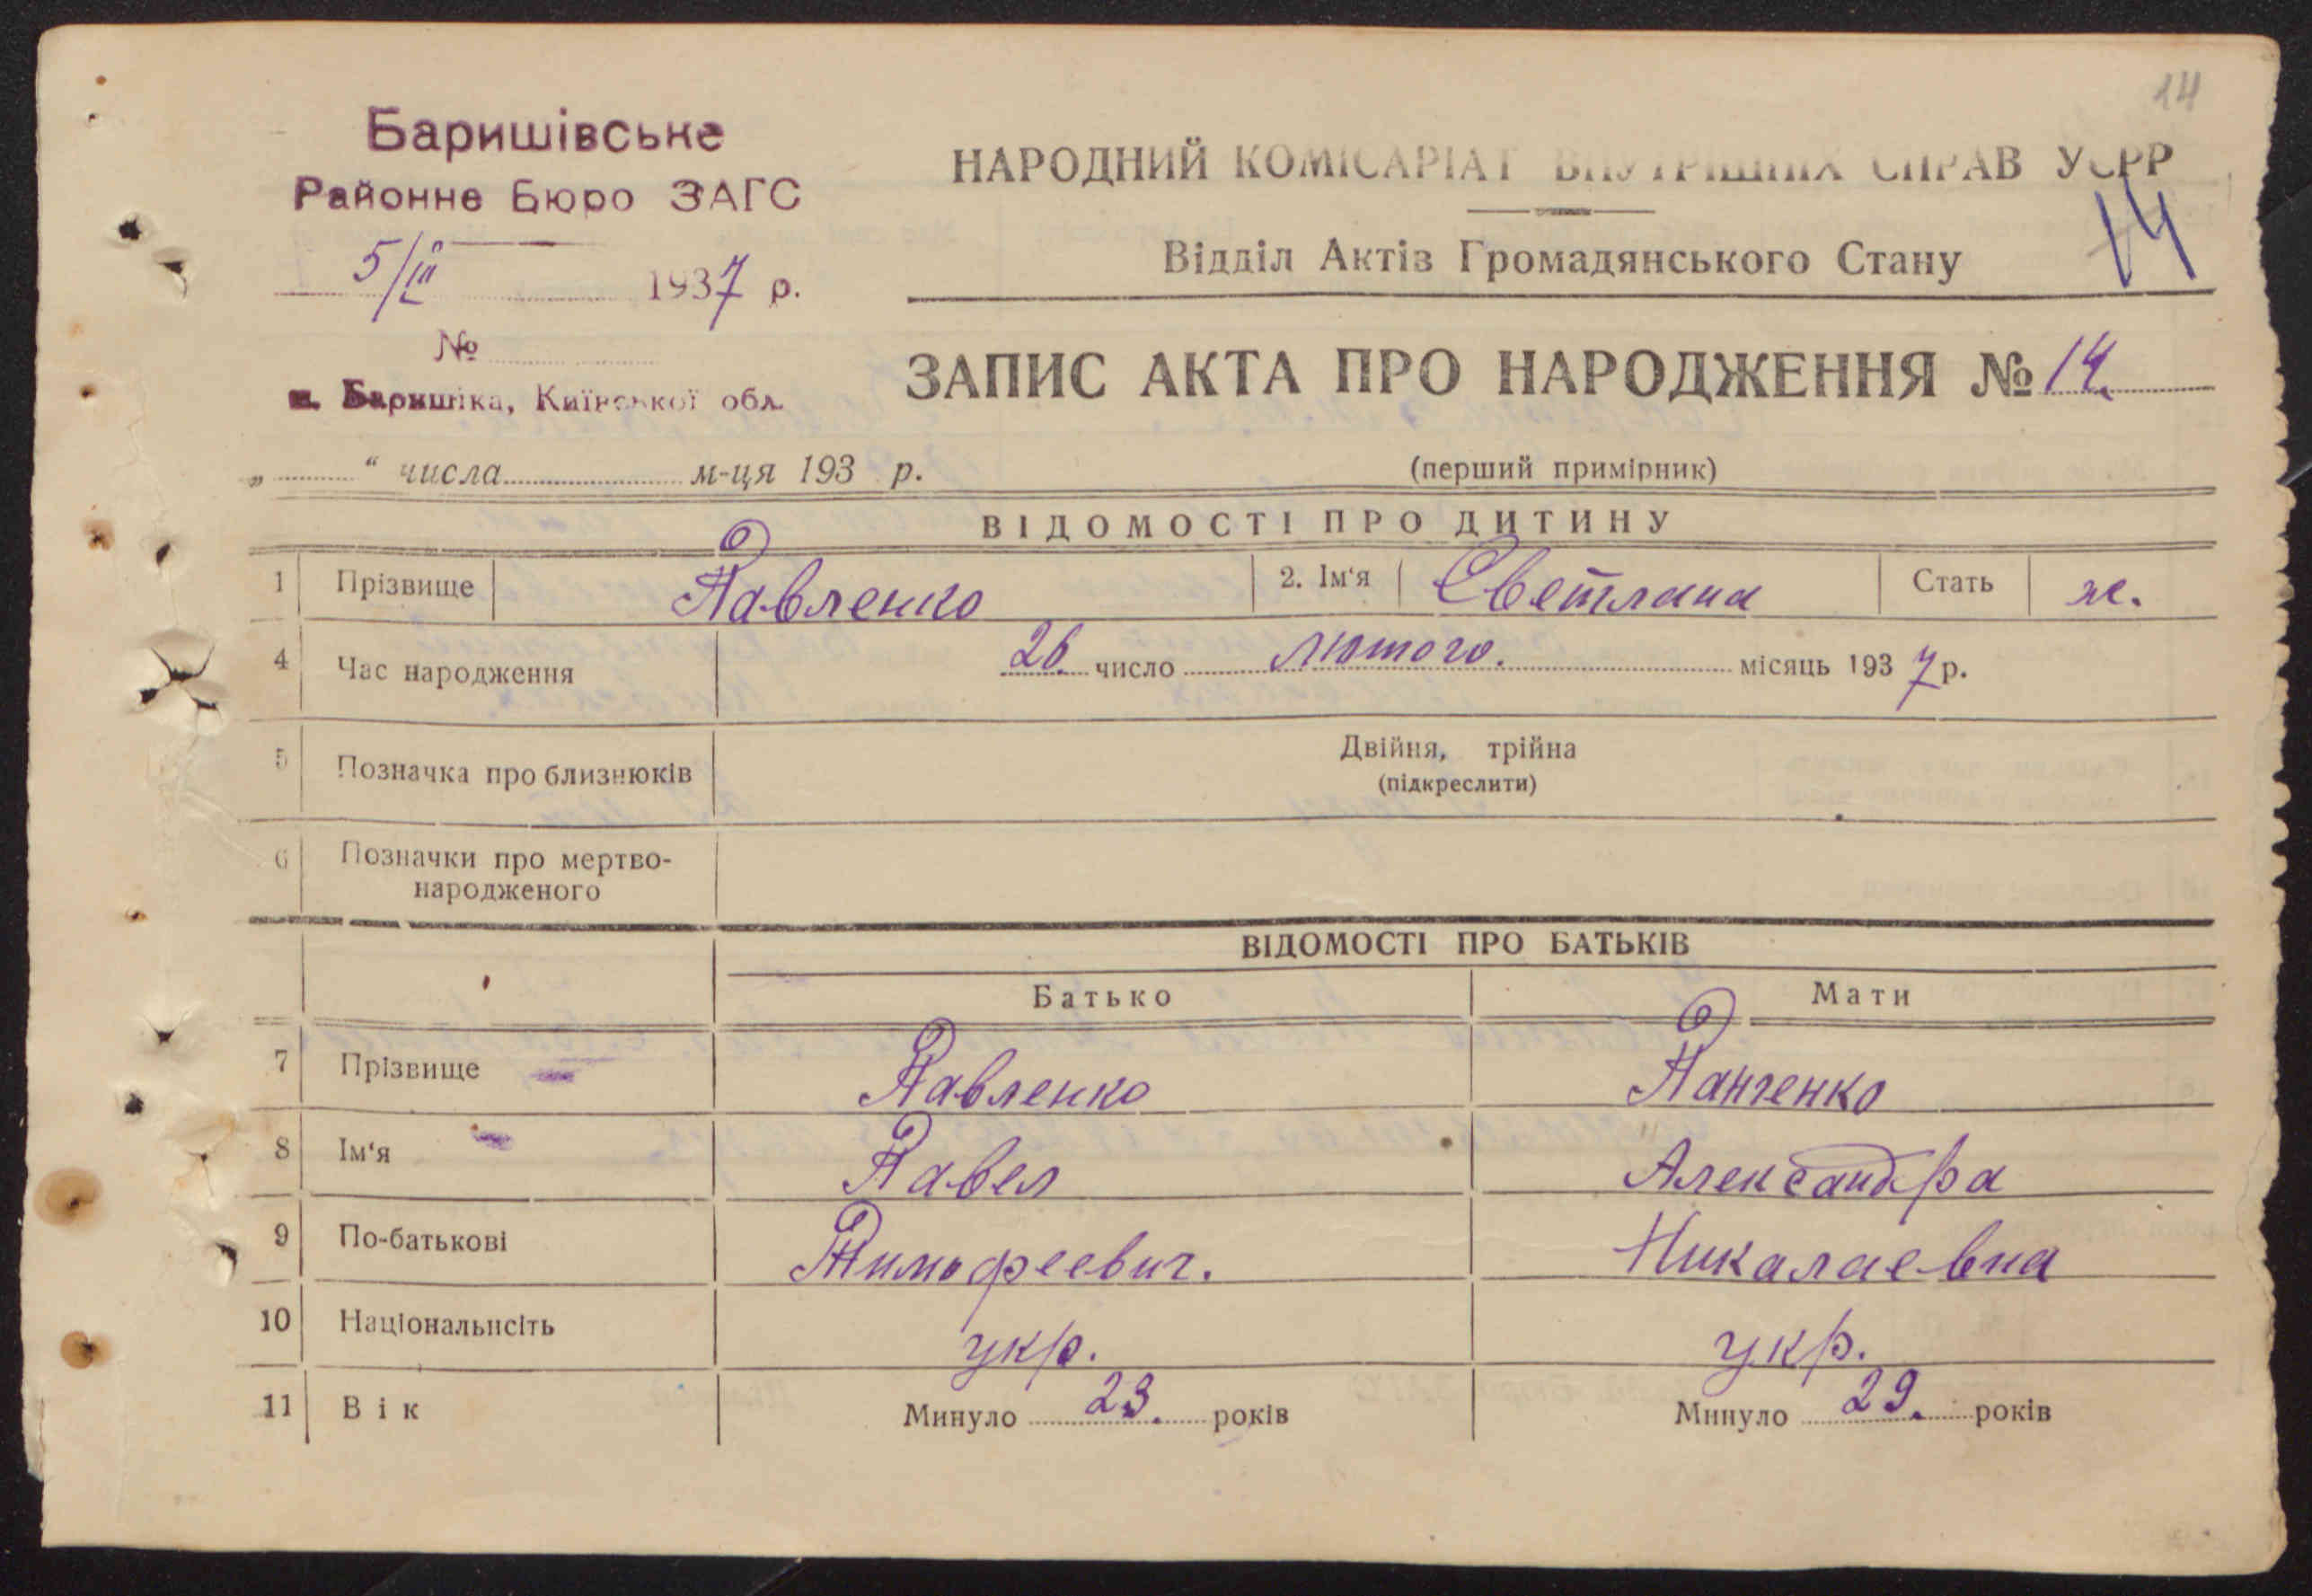 14
Баришівське
Районне Бюро ЗАГС
5/III 1937 р.
№
м. Баришівка, Київської обл.
НАРОДНИЙ КОМІСАРІАТ ВНУТРІШНІХ СПРАВ УСРР
Відділ Актів Громадянського Стану
14
ЗАПИС АКТА ПРО НАРОДЖЕННЯ № 14.
„ “ числа м-ця 193 р.
(перший примірник)
ВІДОМОСТІ ПРО ДИТИНУ
1 Прізвище Павленко 2. Ім‘я Светлана Стать ж.
4 Час народження 26 число лютого. місяць 1937 р.
5 Позначка про близнюків Двійня, трійна
(підкреслити)
6 Позначки про мертво-
народженого
ВІДОМОСТІ ПРО БАТЬКІВ
Батько Мати
7 Прізвище Павленко Панченко
8 Ім‘я Павел Александра
9 По-батькові Тимофеевич. Никалаевна
10 Національнсіть укр. укр.
11 Вік Минуло 23. років Минуло 29. років